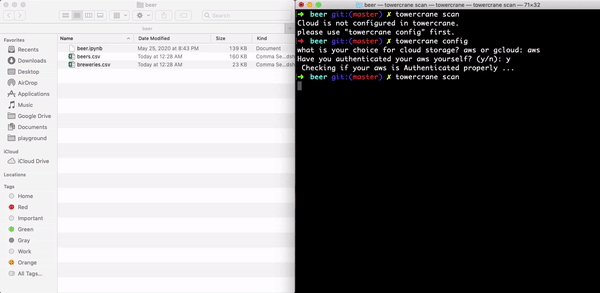 beer
Search
Favorites
Recents
Downloads
Desktop
AirDrop
Applications
Music
Google Drive
Documents
playground
iCloud
iCloud Drive
Locations
Tags
Home
Red
Important
Green
Gray
Work
Orange
All Tags...
beer
Name Date Modified Size Kind
beer.ipynb May 25, 2020 at 8:43 PM 139 KB Document
beers.csv Today at 12:28 AM 160 KB Comma Se...dst
breweries.csv Today at 12:28 AM 23 KB Comma Se...dst
beer — towercrane scan — towercrane scan — 71×32
➜ beer git:(master) ✗ towercrane scan
Cloud is not configured in towercrane.
please use "towercrane config" first.
➜ beer git:(master) ✗ towercrane config
what is your choice for cloud storage? aws or gcloud: aws
Have you authenticated your aws yourself? (y/n): y
Checking if your aws is Authenticated properly ...
➜ beer git:(master) ✗ towercrane scan